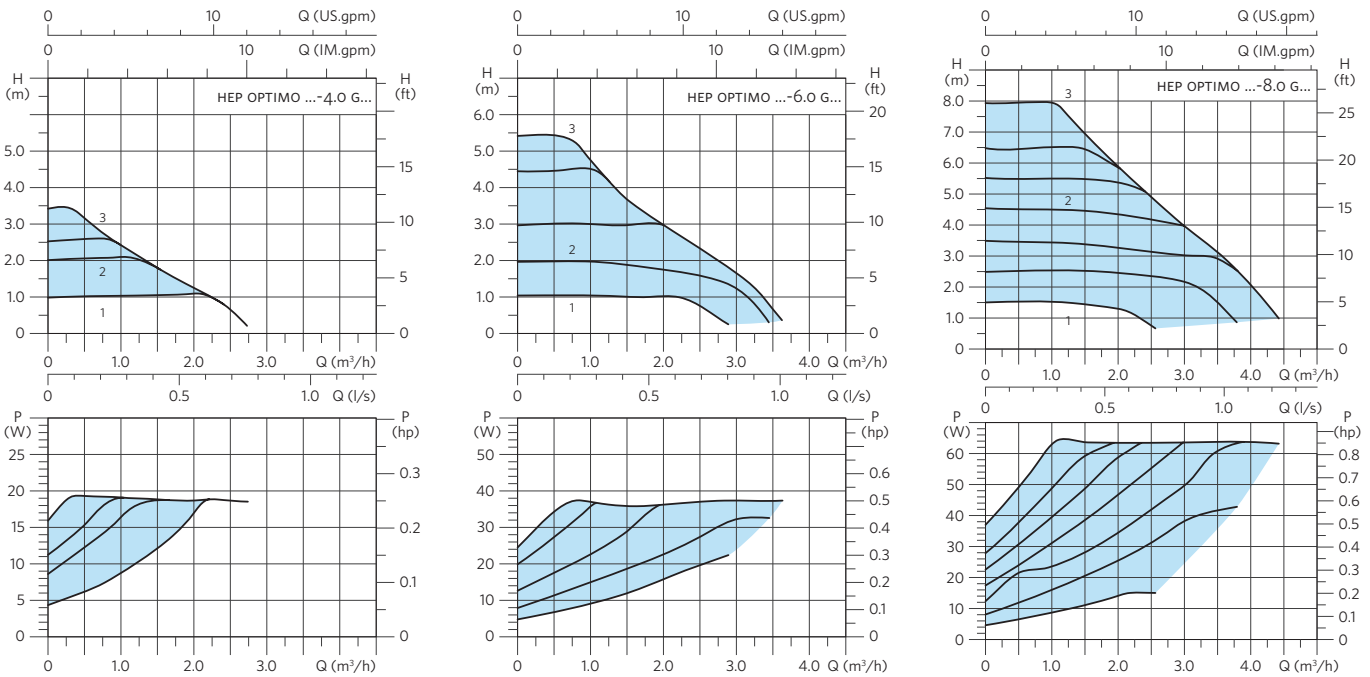 0 10 Q (US.gpm)
0 10 Q (IM.gpm)
H (m) H (ft)
HEP OPTIMO ...-4.0 G...
5.0 15
4.0
3.0 3 10
2.0 2 5
1.0 1
0 0
0 1.0 2.0 3.0 Q (m³/h)
0 0.5 1.0 Q (l/s)
P (W) P (hp)
25 0.3
20
15 0.2
10 0.1
5
0 0
0 1.0 2.0 3.0 Q (m³/h)
0 10 Q (US.gpm)
0 10 Q (IM.gpm)
H (m) H (ft)
HEP OPTIMO ...-6.0 G...
6.0 20
5.0 3 15
4.0
3.0 10
2.0 2 5
1.0 1
0 0
0 1.0 2.0 3.0 4.0 Q (m³/h)
0 0.5 1.0 Q (l/s)
P (W) P (hp)
50 0.6
40 0.5
30 0.4
20 0.3
10 0.2
0.1
0 0
0 1.0 2.0 3.0 4.0 Q (m³/h)
0 10 Q (US.gpm)
0 10 Q (IM.gpm)
H (m) H (ft)
HEP OPTIMO ...-8.0 G...
8.0 3 25
7.0
6.0 20
5.0 2 15
4.0
3.0 10
2.0 5
1.0 1
0 0
0 1.0 2.0 3.0 4.0 Q (m³/h)
0 0.5 1.0 Q (l/s)
P (W) P (hp)
60 0.8
50 0.7
0.6
40 0.5
30 0.4
0.3
20 0.2
10 0.1
0 0
0 1.0 2.0 3.0 4.0 Q (m³/h)